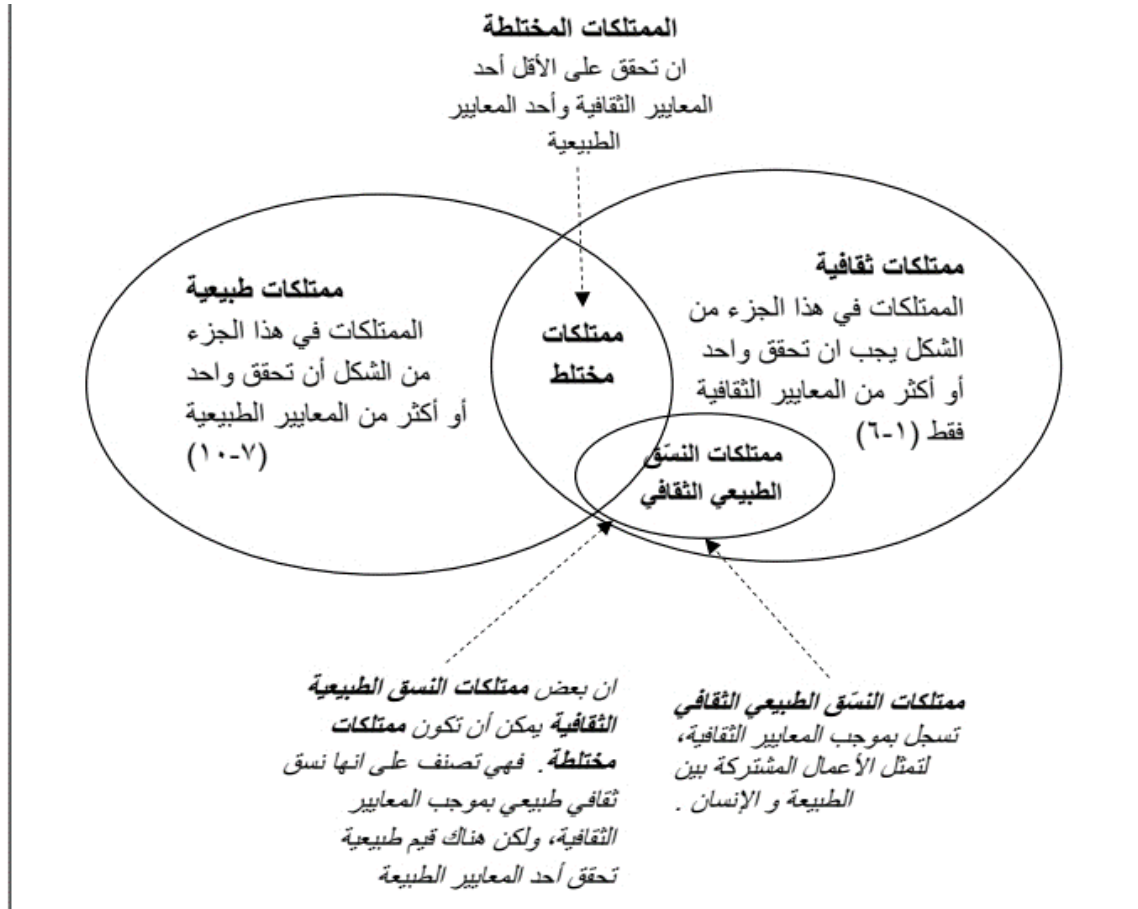 الممتلكات المختلطة
ان تحقق على الأقل أحد
المعايير الثقافية وأحد المعايير
الطبيعية
ممتلكات ثقافية
الممتلكات في هذا الجزء من
الشكل يجب ان تحقق واحد
أو أكثر من المعايير الثقافية
فقط (١-٦)
ممتلكات
مختلط
ممتلكات طبيعية
الممتلكات في هذا الجزء
من الشكل أن تحقق واحد
أو أكثر من المعايير الطبيعية
(٧-١٠)
ممتلكات النسَق
الطبيعي الثقافي
ممتلكات النسَق الطبيعي الثقافي
تسجل بموجب المعايير الثقافية،
لتمثل الأعمال المشتركة بين
الطبيعة و الإنسان .
ان بعض ممتلكات النسق الطبيعية
الثقافية يمكن أن تكون ممتلكات
مختلطة. فهي تصنف على انها نسق
ثقافي طبيعي بموجب المعايير
الثقافية، ولكن هناك قيم طبيعية
تحقق أحد المعايير الطبيعة